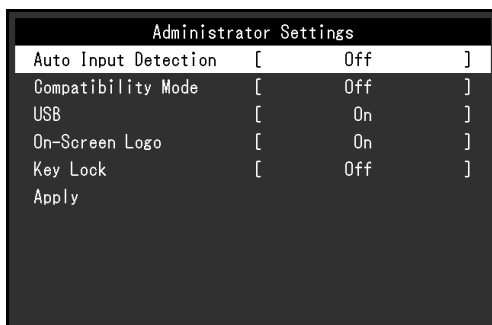 Administrator Settings
Auto Input Detection [ Off ]
Compatibility Mode [ Off ]
USB [ On ]
On-Screen Logo [ On ]
Key Lock [ Off ]
Apply